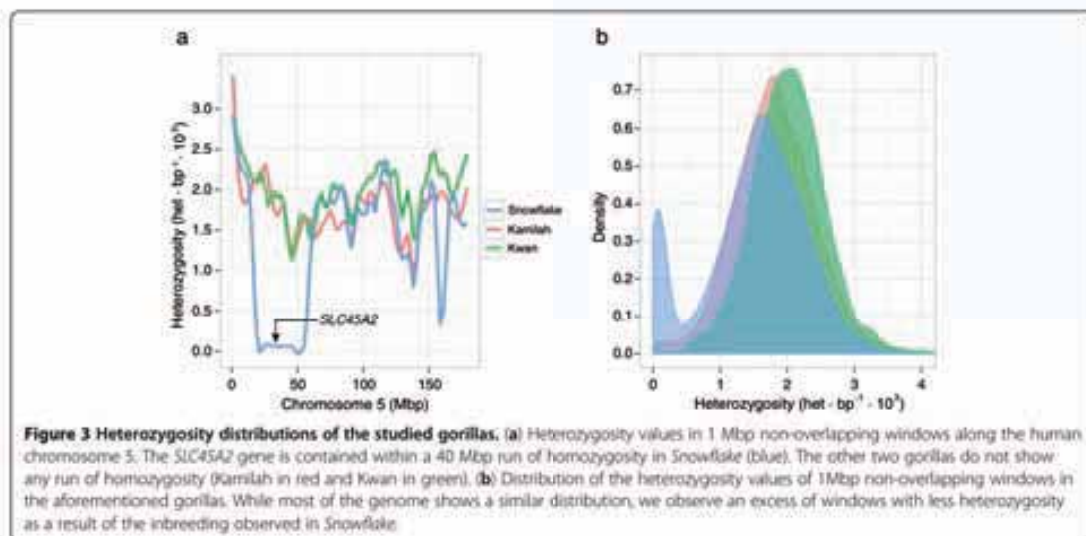 a
b
Heterozygosity (het · bp⁻¹ · 10³)
3.0
2.5
2.0
1.5
1.0
0.5
0.0
SLC45A2
0
50
100
150
Chromosome 5 (Mbp)
Snowflake
Kamilah
Kwan
Density
0.7
0.6
0.5
0.4
0.3
0.2
0.1
0.0
0
1
2
3
4
Heterozygosity (het · bp⁻¹ · 10³)
Figure 3 Heterozygosity distributions of the studied gorillas. (a) Heterozygosity values in 1 Mbp non-overlapping windows along the human
chromosome 5. The SLC45A2 gene is contained within a 40 Mbp run of homozygosity in Snowflake (blue). The other two gorillas do not show
any run of homozygosity (Kamilah in red and Kwan in green). (b) Distribution of the heterozygosity values of 1Mbp non-overlapping windows in
the aforementioned gorillas. While most of the genome shows a similar distribution, we observe an excess of windows with less heterozygosity
as a result of the inbreeding observed in Snowflake.